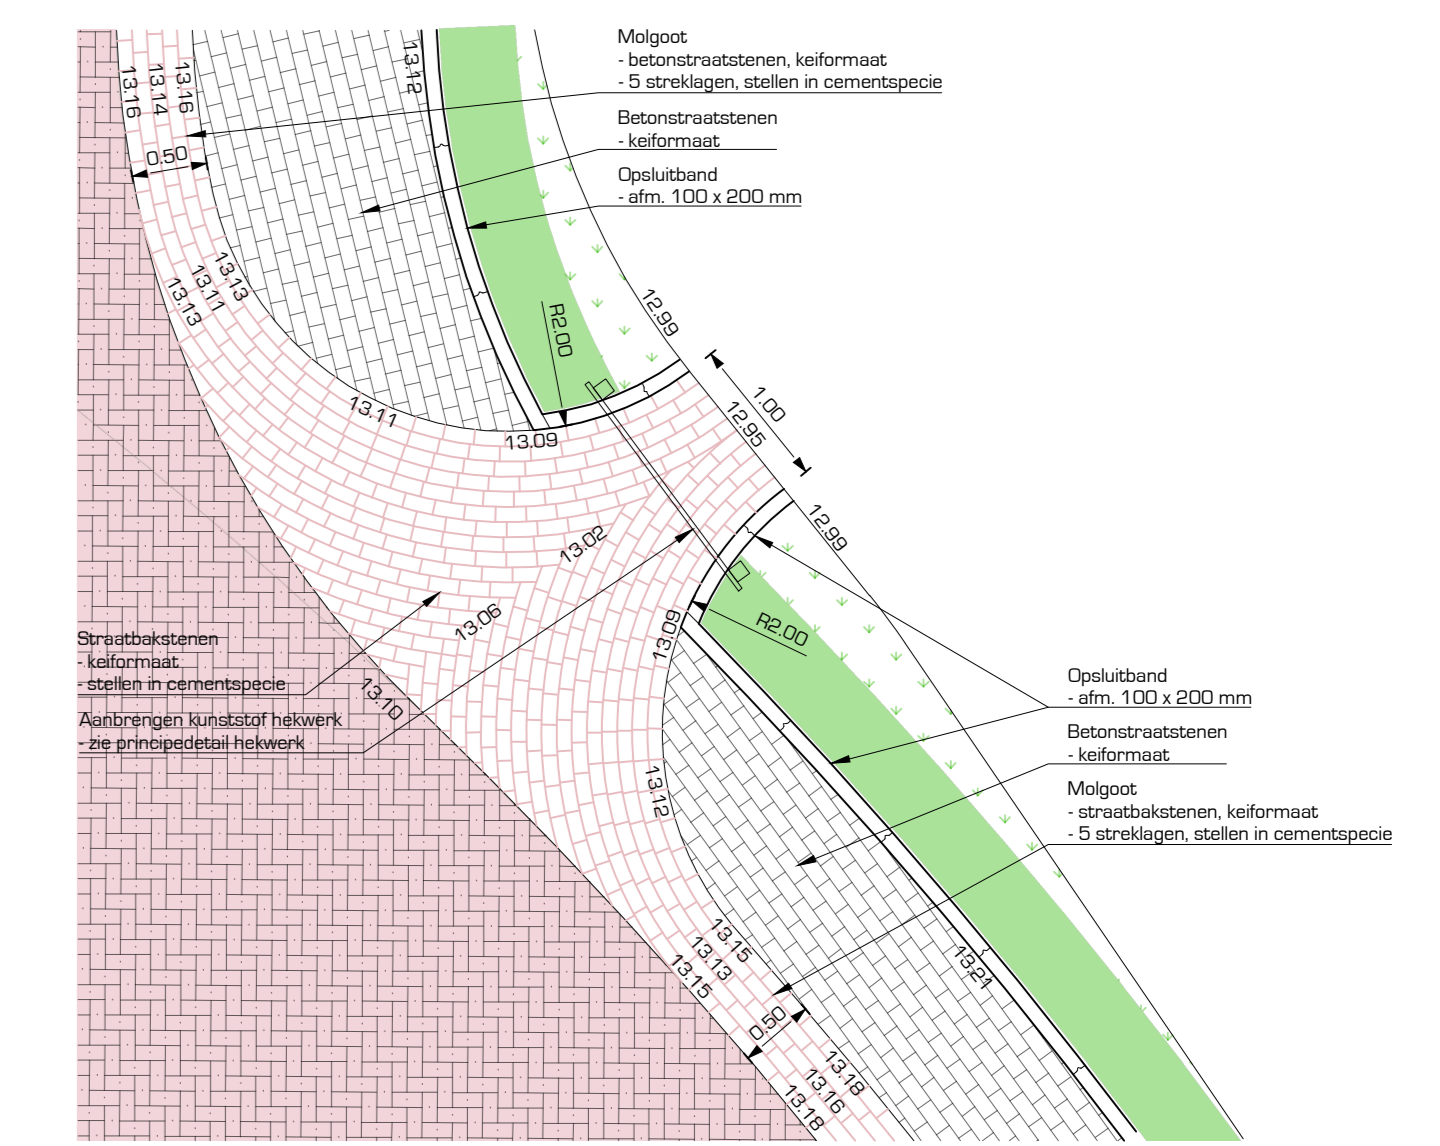 Molgoot
- betonstraatstenen, keiformaat
- 5 streklagen, stellen in cementspecie
Betonstraatstenen
- keiformaat
Opsluitband
- afm. 100 x 200 mm
13.16
13.14
13.16
13.12
0.50
13.13
13.11
13.13
R2.00
12.99
1.00
12.95
13.11
13.09
12.99
13.02
13.06
13.09
R2.00
Straatbakstenen
- keiformaat
- stellen in cementspecie
13.10
Aanbrengen kunststof hekwerk
- zie principedetail hekwerk
Opsluitband
- afm. 100 x 200 mm
Betonstraatstenen
- keiformaat
13.12
Molgoot
- straatbakstenen, keiformaat
- 5 streklagen, stellen in cementspecie
13.15
13.13
13.15
13.21
0.50
13.18
13.16
13.18